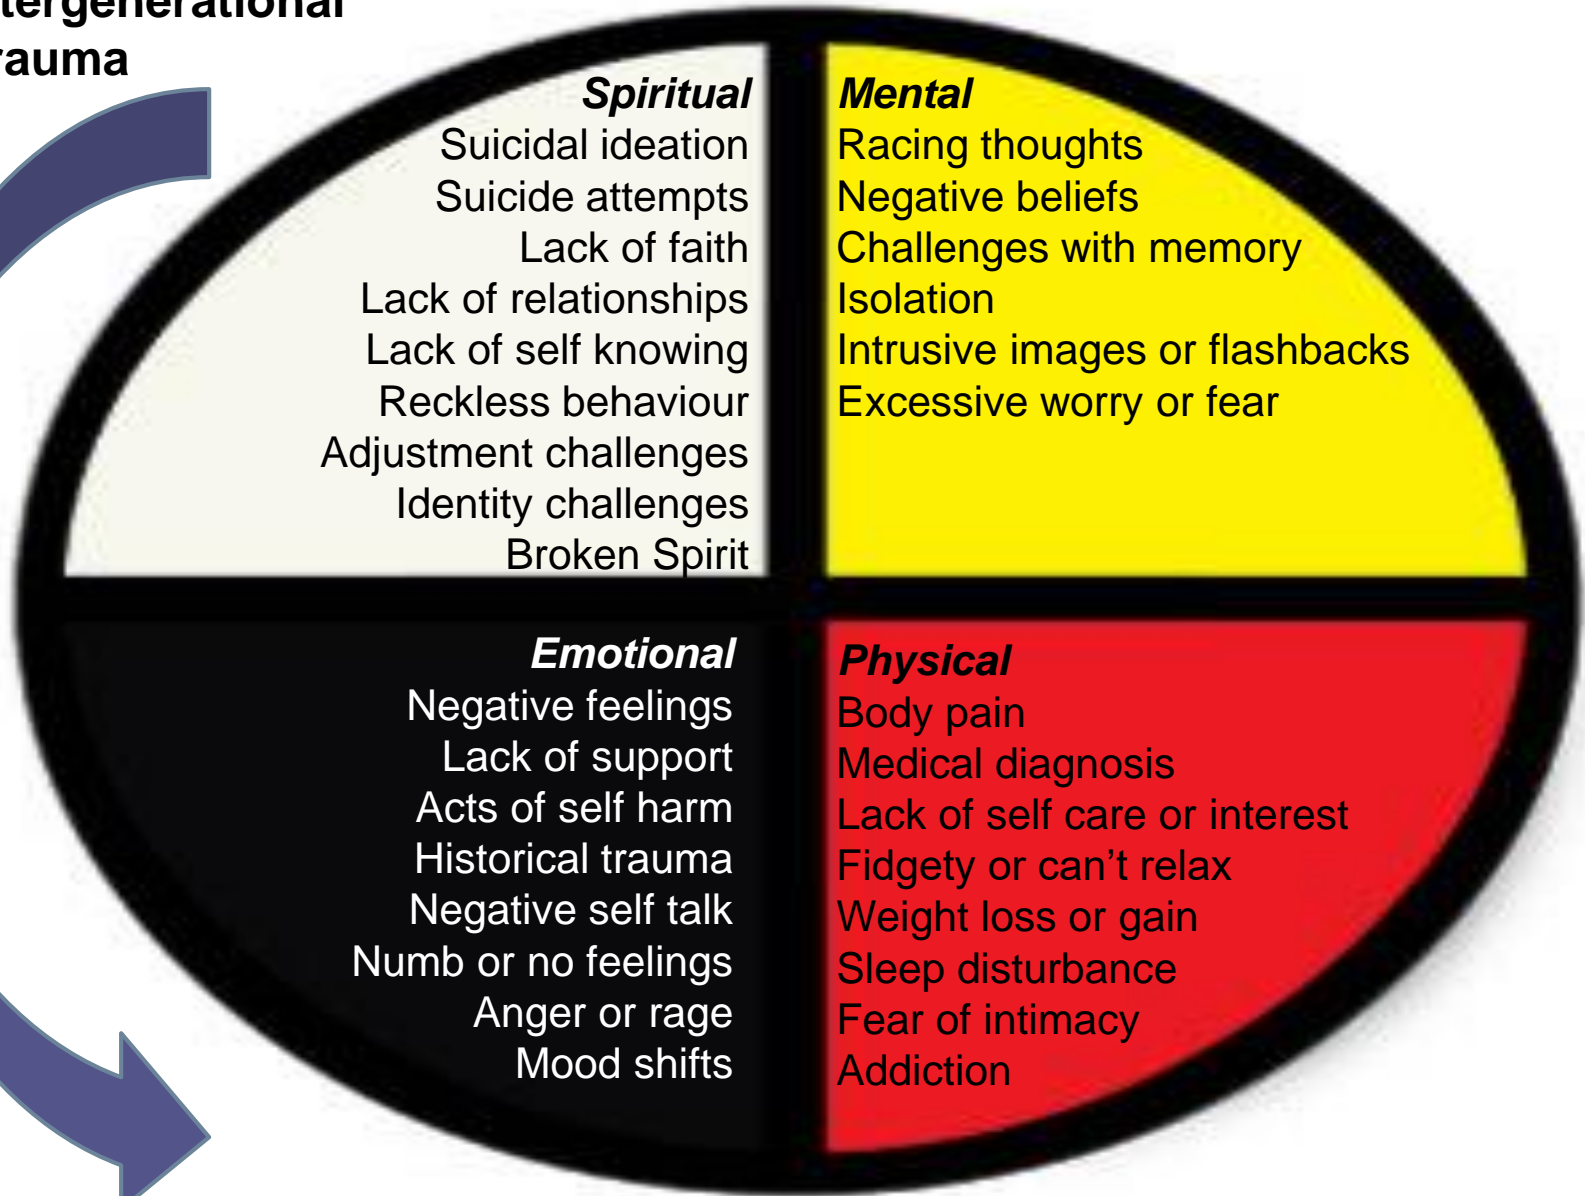 tergenerational
rauma
Spiritual
Suicidal ideation
Suicide attempts
Lack of faith
Lack of relationships
Lack of self knowing
Reckless behaviour
Adjustment challenges
Identity challenges
Broken Spirit
Mental
Racing thoughts
Negative beliefs
Challenges with memory
Isolation
Intrusive images or flashbacks
Excessive worry or fear
Emotional
Negative feelings
Lack of support
Acts of self harm
Historical trauma
Negative self talk
Numb or no feelings
Anger or rage
Mood shifts
Physical
Body pain
Medical diagnosis
Lack of self care or interest
Fidgety or can’t relax
Weight loss or gain
Sleep disturbance
Fear of intimacy
Addiction